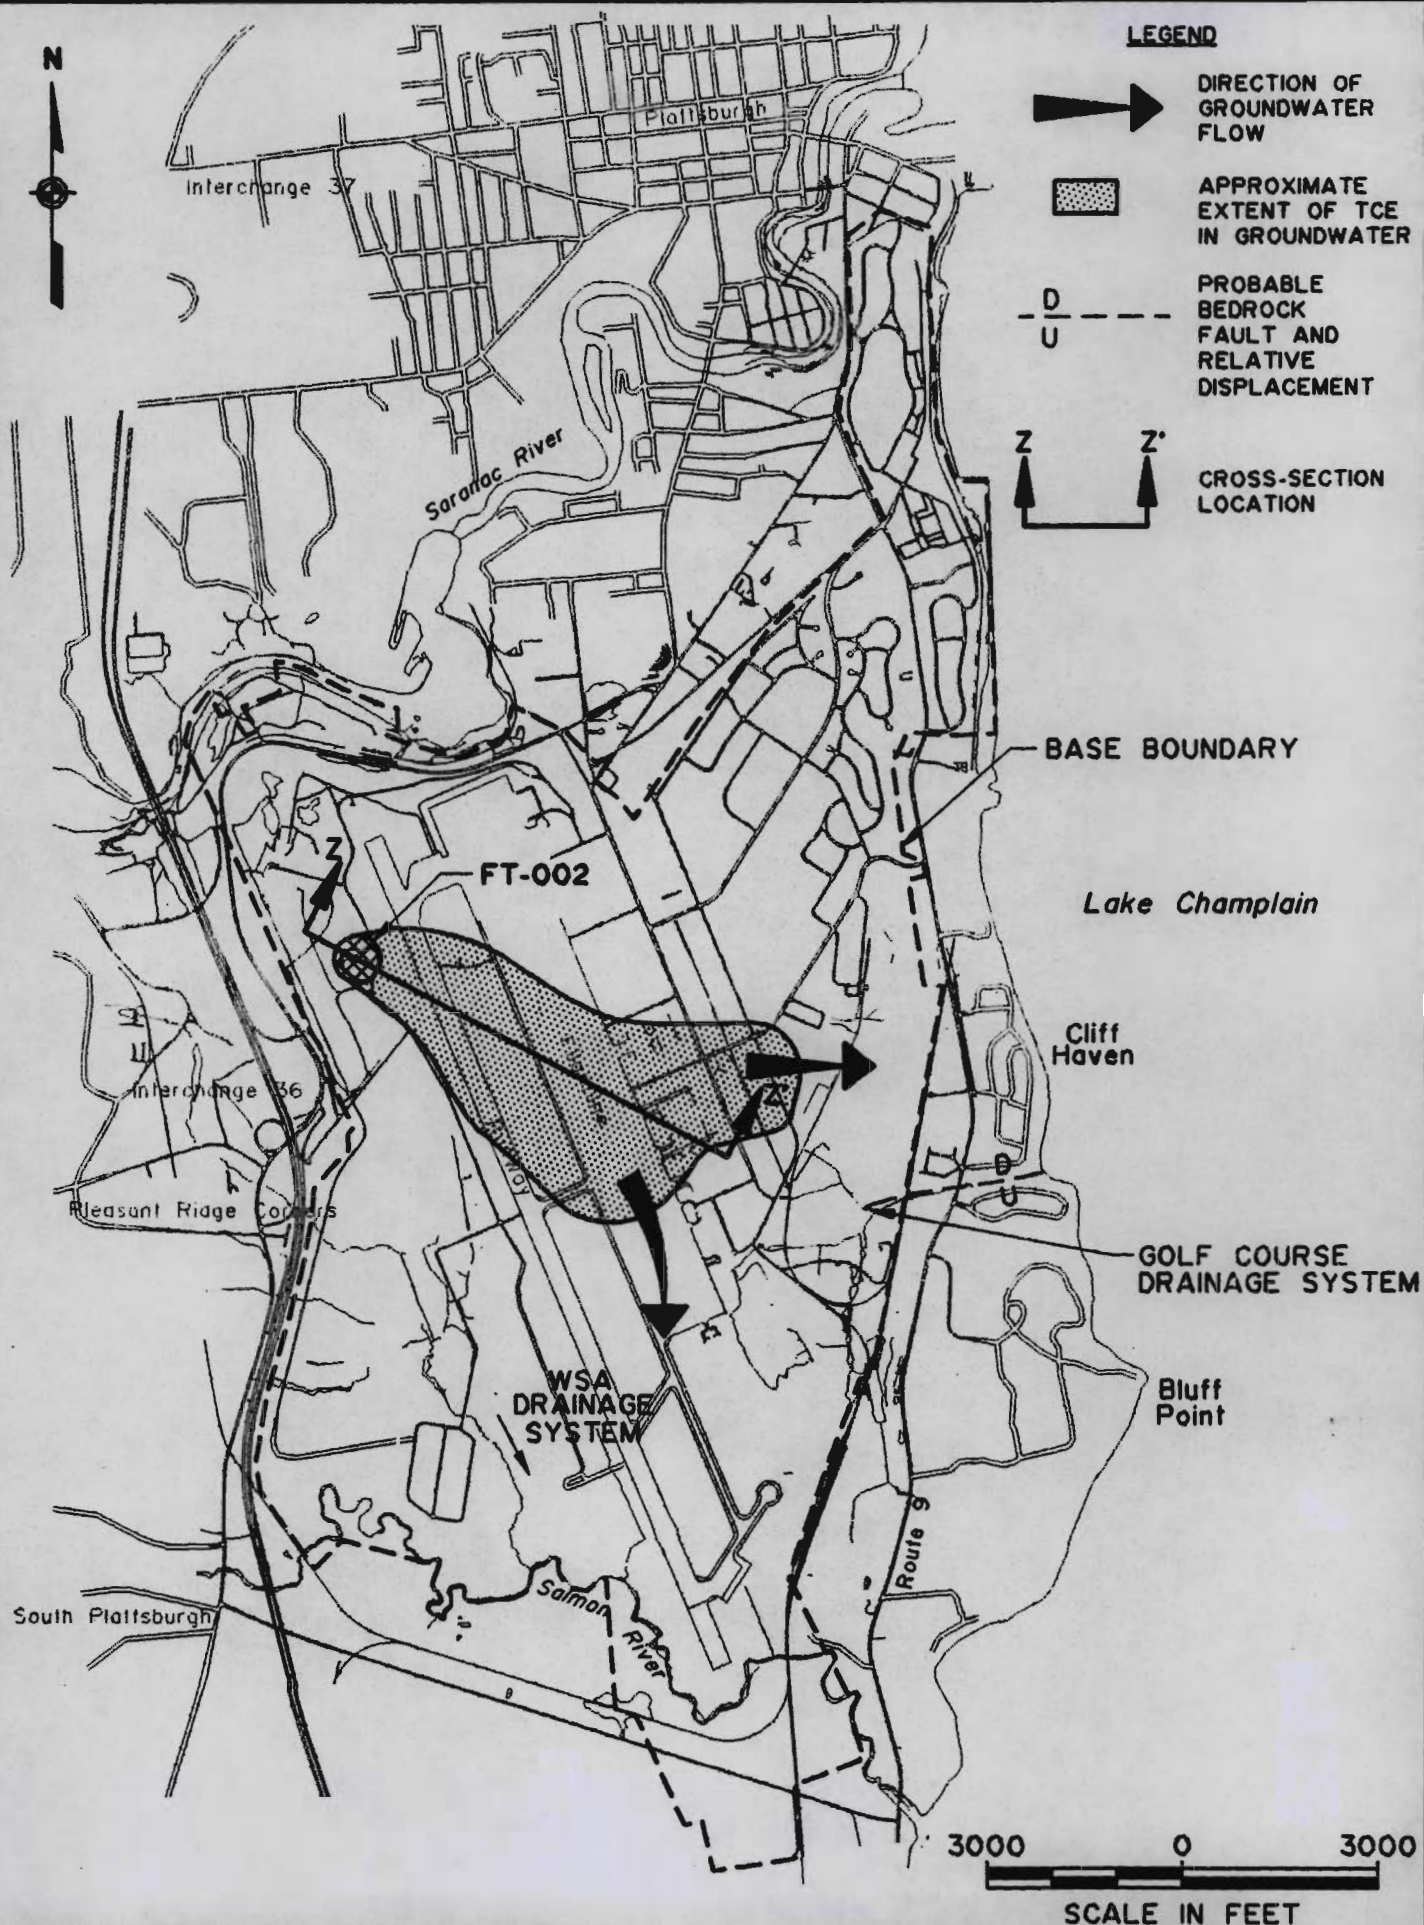 LEGEND
N
DIRECTION OF
GROUNDWATER
FLOW
Plattsburgh
Interchange 37
APPROXIMATE
EXTENT OF TCE
IN GROUNDWATER
PROBABLE
BEDROCK
FAULT AND
RELATIVE
DISPLACEMENT
D
U
Z Z'
CROSS-SECTION
LOCATION
Saranac River
BASE BOUNDARY
Z
FT-002
Lake Champlain
Cliff
Haven
Interchange 36
Z'
Runway
D
U
Pleasant Ridge Corners
GOLF COURSE
DRAINAGE SYSTEM
WSA
DRAINAGE
SYSTEM
Bluff
Point
Route 9
Salmon
River
South Plattsburgh
3000 0 3000
SCALE IN FEET